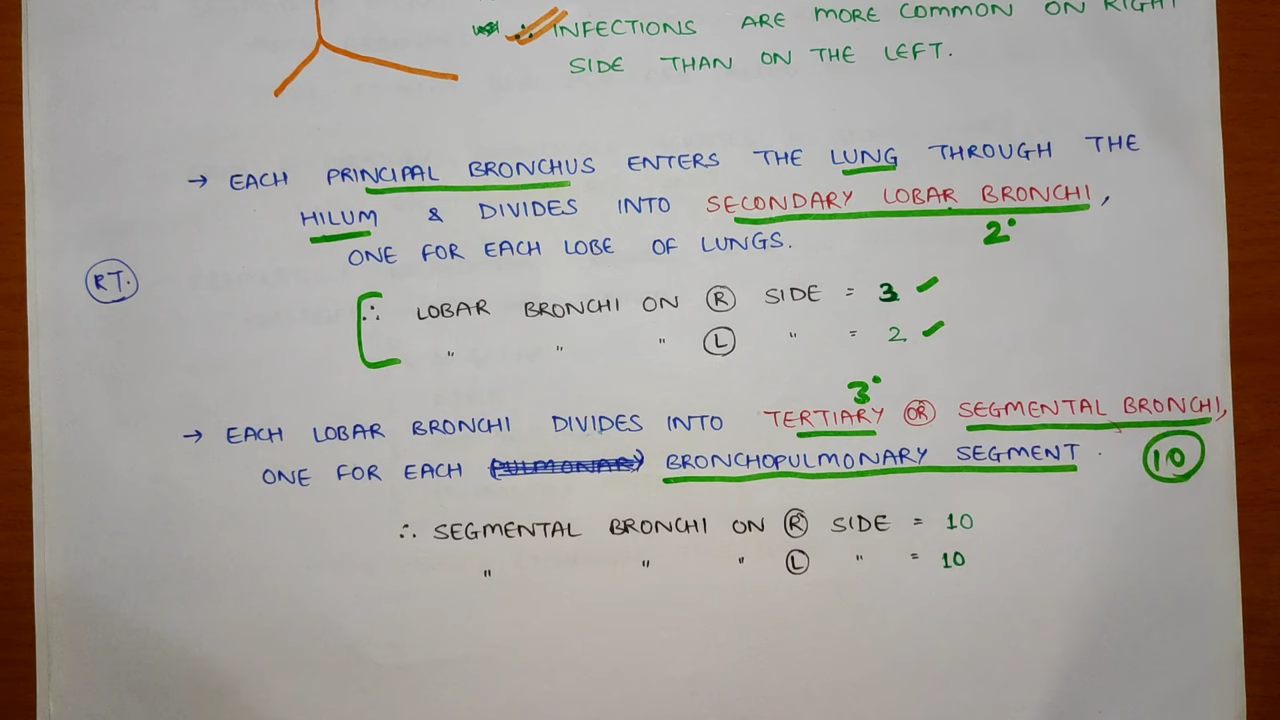 ∴ INFECTIONS ARE MORE COMMON ON RIGHT
SIDE THAN ON THE LEFT.
→ EACH PRINCIPAL BRONCHUS ENTERS THE LUNG THROUGH THE
HILUM & DIVIDES INTO SECONDARY LOBAR BRONCHI,
2°
ONE FOR EACH LOBE OF LUNGS.
RT.
∴ LOBAR BRONCHI ON R SIDE = 3 ✓
" " " L " = 2 ✓
3°
→ EACH LOBAR BRONCHI DIVIDES INTO TERTIARY OR SEGMENTAL BRONCHI,
ONE FOR EACH (PULMONARY) BRONCHOPULMONARY SEGMENT. 10
∴ SEGMENTAL BRONCHI ON R SIDE = 10
" " " L " = 10